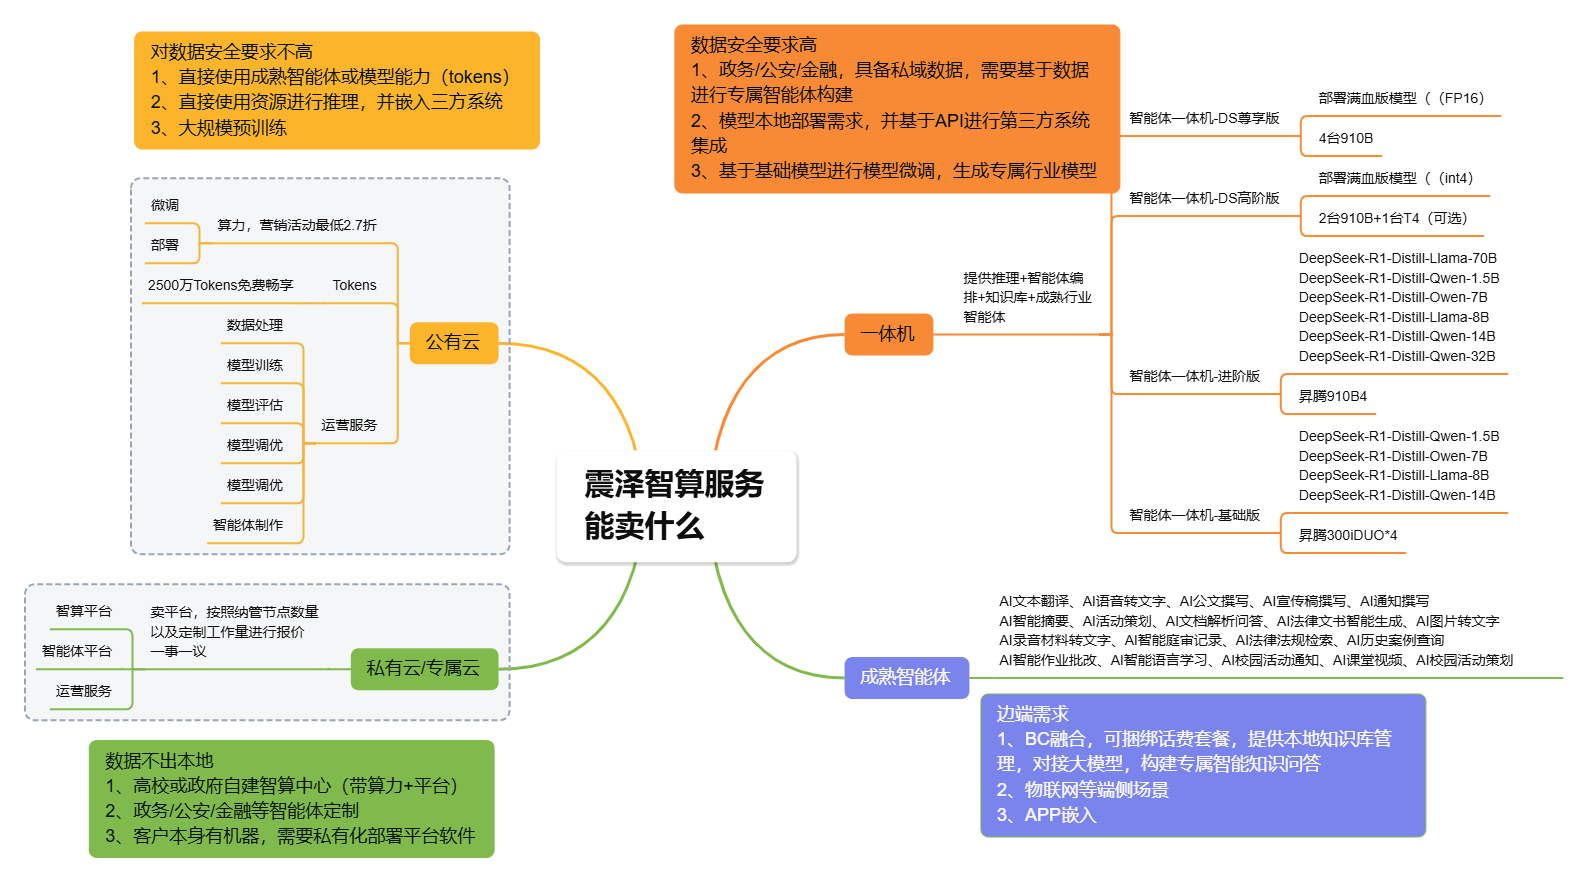 对数据安全要求不高
1、直接使用成熟智能体或模型能力（tokens）
2、直接使用资源进行推理，并嵌入三方系统
3、大规模预训练
微调
部署
算力，营销活动最低2.7折
2500万Tokens免费畅享
Tokens
数据处理
模型训练
模型评估
模型调优
模型调优
智能体制作
运营服务
公有云
智算平台
智能体平台
运营服务
卖平台，按照纳管节点数量
以及定制工作量进行报价
一事一议
私有云/专属云
数据不出本地
1、高校或政府自建智算中心（带算力+平台）
2、政务/公安/金融等智能体定制
3、客户本身有机器，需要私有化部署平台软件
震泽智算服务
能卖什么
数据安全要求高
1、政务/公安/金融，具备私域数据，需要基于数据
进行专属智能体构建
2、模型本地部署需求，并基于API进行第三方系统
集成
3、基于基础模型进行模型微调，生成专属行业模型
一体机
提供推理+智能体编
排+知识库+成熟行业
智能体
智能体一体机-DS尊享版
部署满血版模型（（FP16）
4台910B
智能体一体机-DS高阶版
部署满血版模型（（int4）
2台910B+1台T4（可选）
智能体一体机-进阶版
DeepSeek-R1-Distill-Llama-70B
DeepSeek-R1-Distill-Qwen-1.5B
DeepSeek-R1-Distill-Owen-7B
DeepSeek-R1-Distill-Llama-8B
DeepSeek-R1-Distill-Qwen-14B
DeepSeek-R1-Distill-Qwen-32B
昇腾910B4
智能体一体机-基础版
DeepSeek-R1-Distill-Qwen-1.5B
DeepSeek-R1-Distill-Owen-7B
DeepSeek-R1-Distill-Llama-8B
DeepSeek-R1-Distill-Qwen-14B
昇腾300iDUO*4
成熟智能体
AI文本翻译、AI语音转文字、AI公文撰写、AI宣传稿撰写、AI通知撰写
AI智能摘要、AI活动策划、AI文档解析问答、AI法律文书智能生成、AI图片转文字
AI录音材料转文字、AI智能庭审记录、AI法律法规检索、AI历史案例查询
AI智能作业批改、AI智能语言学习、AI校园活动通知、AI课堂视频、AI校园活动策划
边端需求
1、BC融合，可捆绑话费套餐，提供本地知识库管
理，对接大模型，构建专属智能知识问答
2、物联网等端侧场景
3、APP嵌入